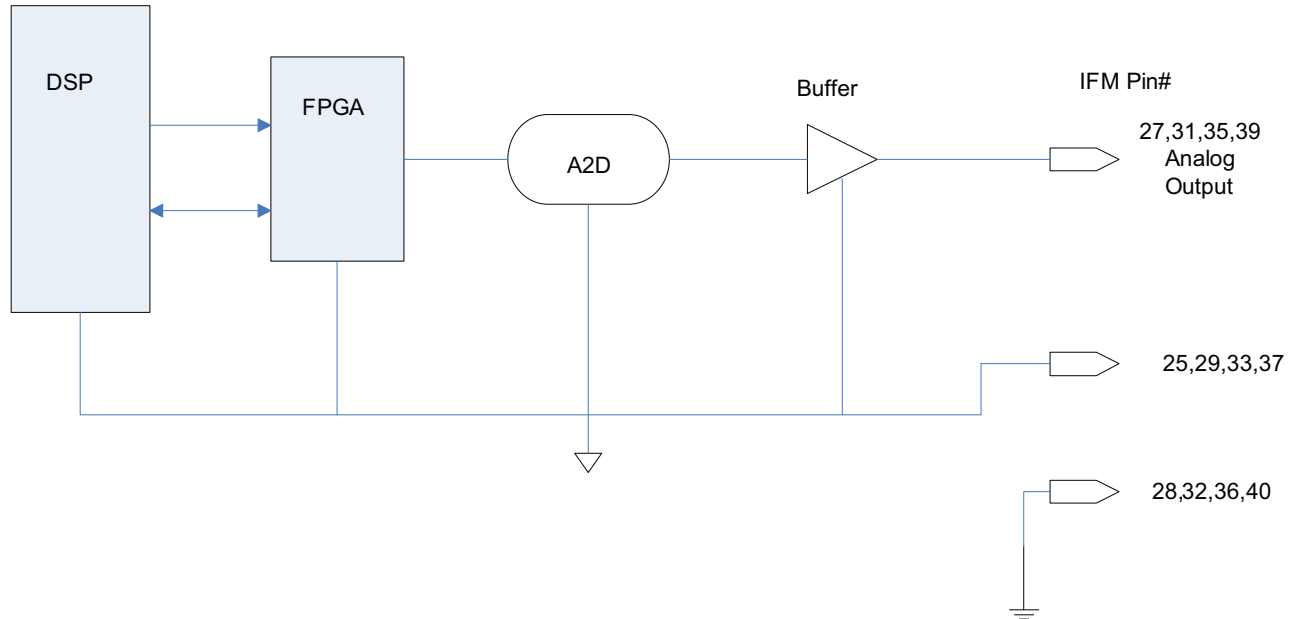 DSP
FPGA
A2D
Buffer
IFM Pin#
27,31,35,39
Analog
Output
25,29,33,37
28,32,36,40